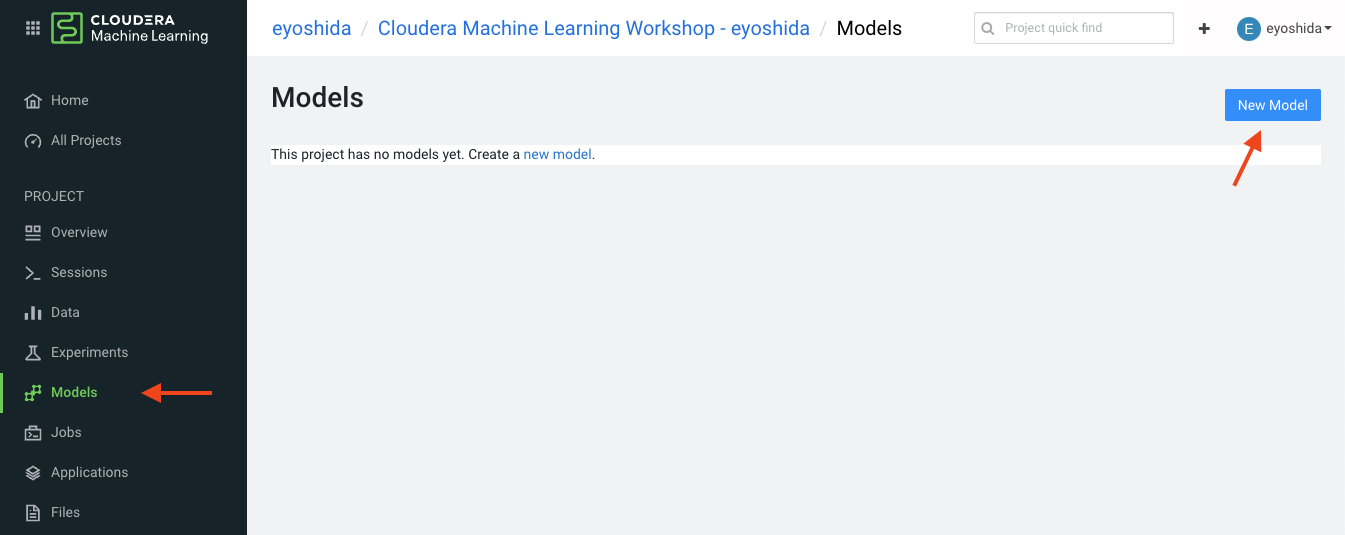 CLOUDERA
Machine Learning
eyoshida / Cloudera Machine Learning Workshop - eyoshida / Models
Project quick find
+
E
eyoshida
Home
All Projects
PROJECT
Overview
Sessions
Data
Experiments
Models
Jobs
Applications
Files
Models
New Model
This project has no models yet. Create a new model.